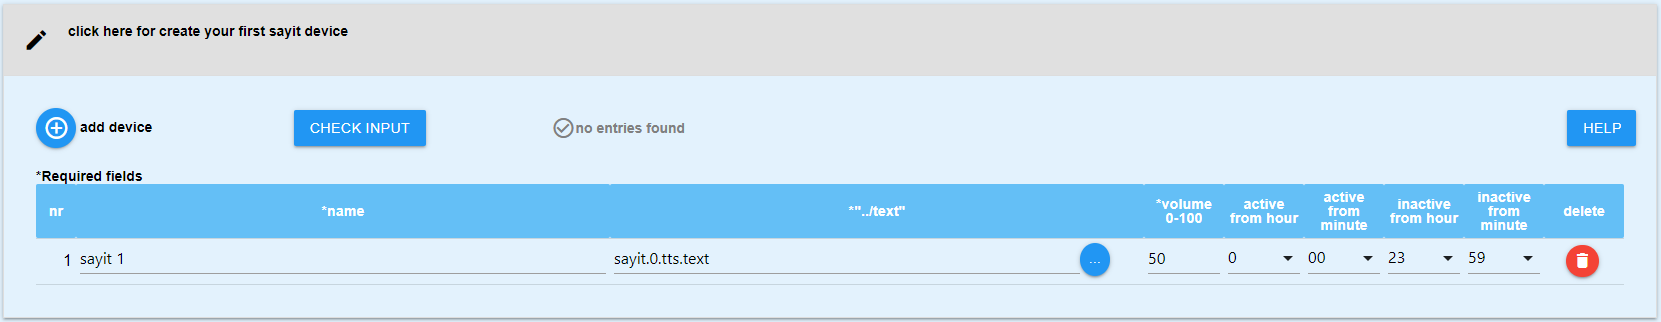 click here for create your first sayit device
add device
CHECK INPUT
no entries found
HELP
*Required fields
nr
*name
*"../text"
*volume
0-100
active
from hour
active
from
minute
inactive
from hour
inactive
from
minute
delete
1
sayit 1
sayit.0.tts.text
...
50
0
00
23
59